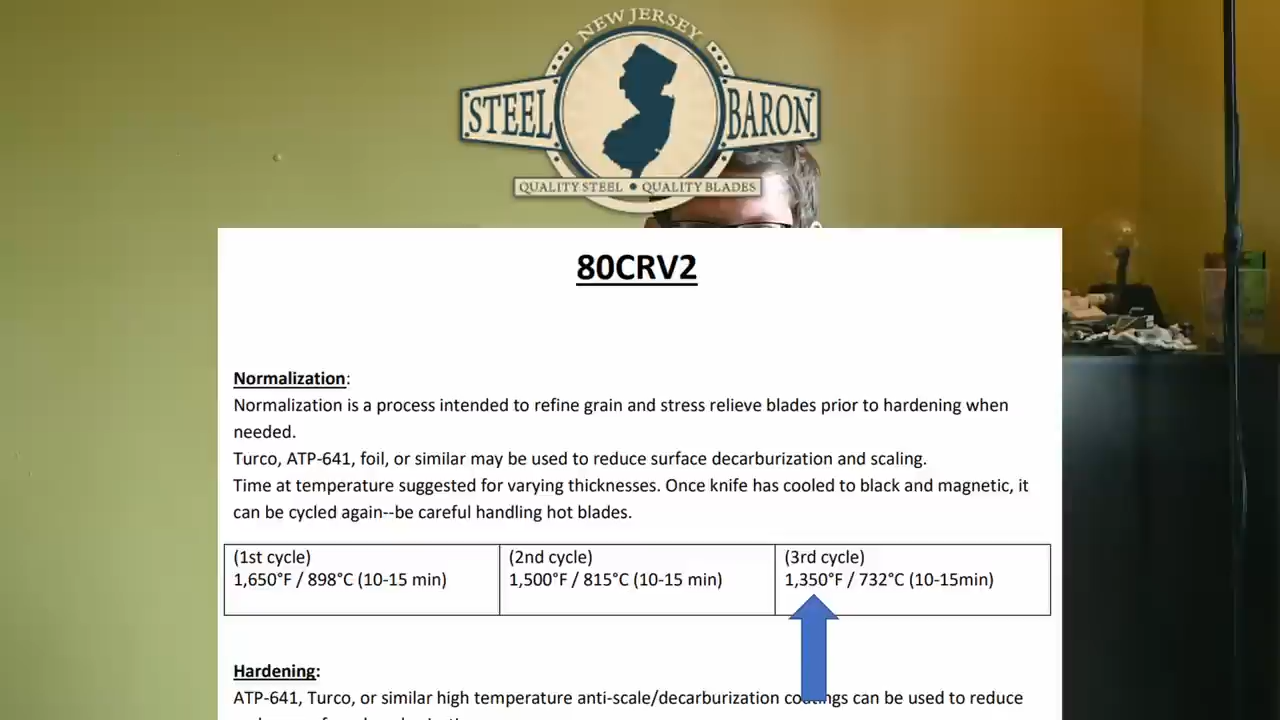 NEW JERSEY
STEEL BARON
QUALITY STEEL • QUALITY BLADES
80CRV2
Normalization:
Normalization is a process intended to refine grain and stress relieve blades prior to hardening when
needed.
Turco, ATP-641, foil, or similar may be used to reduce surface decarburization and scaling.
Time at temperature suggested for varying thicknesses. Once knife has cooled to black and magnetic, it
can be cycled again--be careful handling hot blades.
(1st cycle) (2nd cycle) (3rd cycle)
1,650°F / 898°C (10-15 min) 1,500°F / 815°C (10-15 min) 1,350°F / 732°C (10-15min)
Hardening:
ATP-641, Turco, or similar high temperature anti-scale/decarburization coatings can be used to reduce